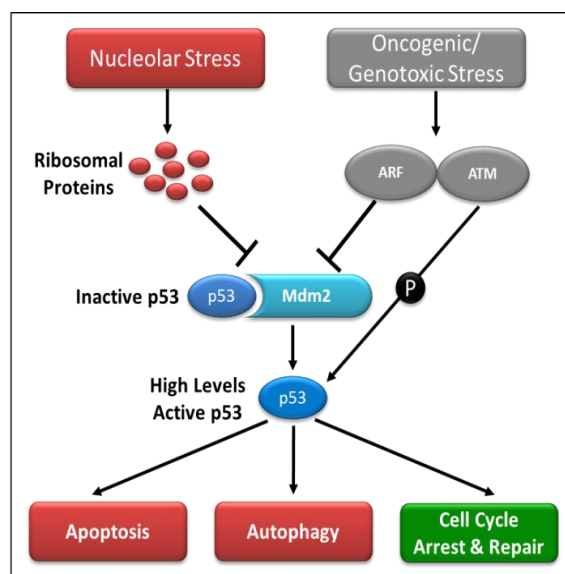 Nucleolar Stress
Oncogenic/
Genotoxic Stress
Ribosomal
Proteins
ARF
ATM
Inactive p53
p53
Mdm2
P
High Levels
Active p53
p53
Apoptosis
Autophagy
Cell Cycle
Arrest & Repair